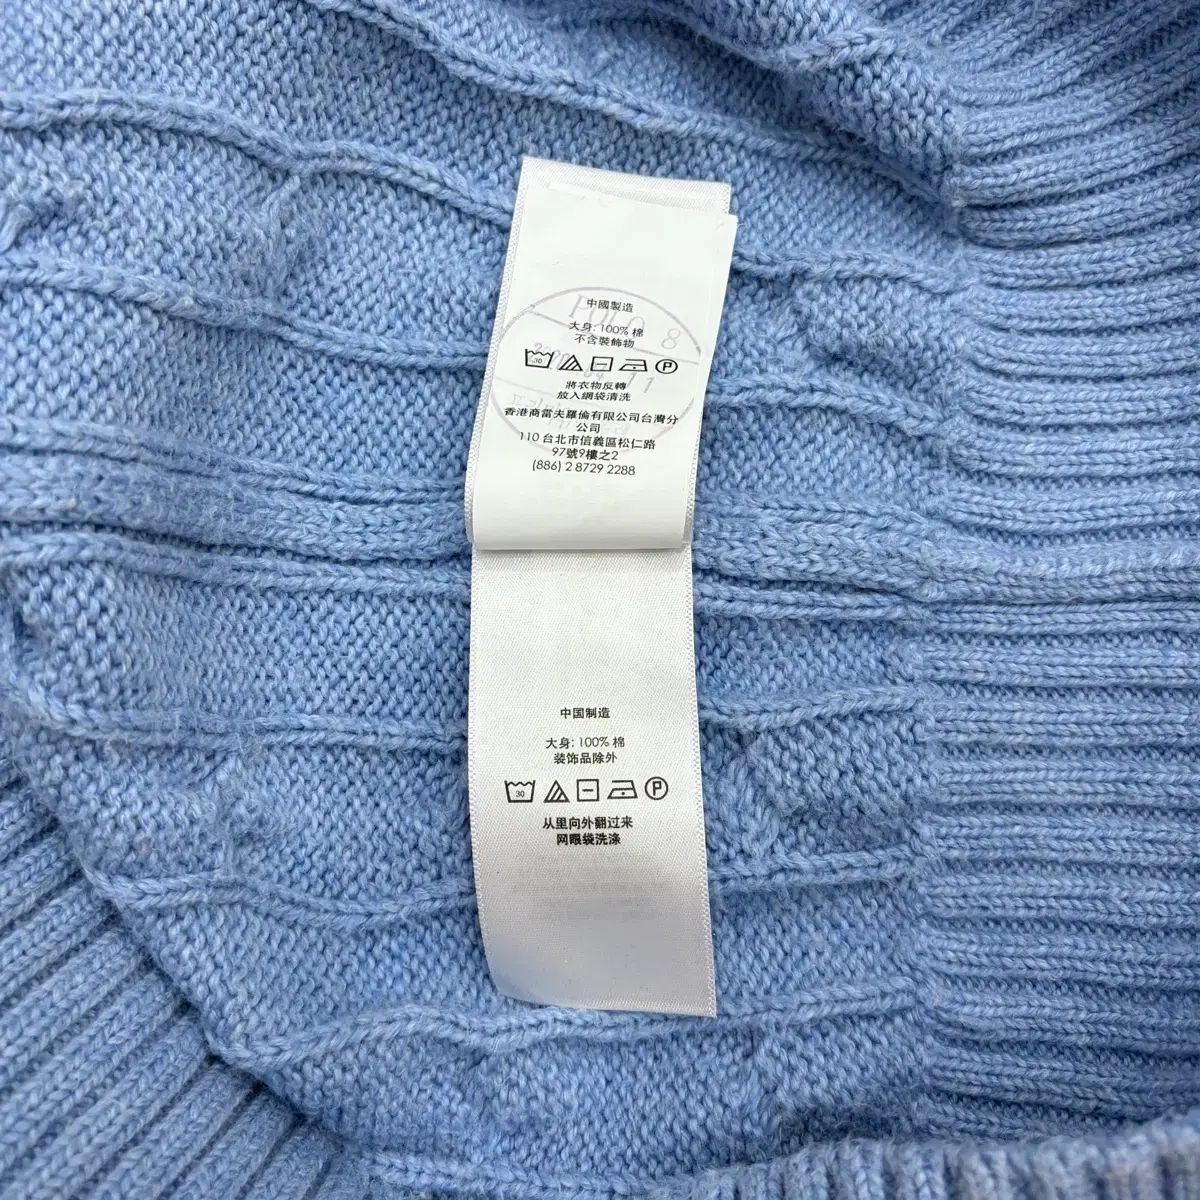 中國製造
大身: 100% 棉
不含裝飾物
30
P
將衣物反轉
放入網袋清洗
香港商雷夫羅倫有限公司台灣分
公司
110 台北市信義區松仁路
97號9樓之2
(886) 2 8729 2288
POLO 8
中国制造
大身: 100% 棉
装饰品除外
30
P
从里向外翻过来
网眼袋洗涤